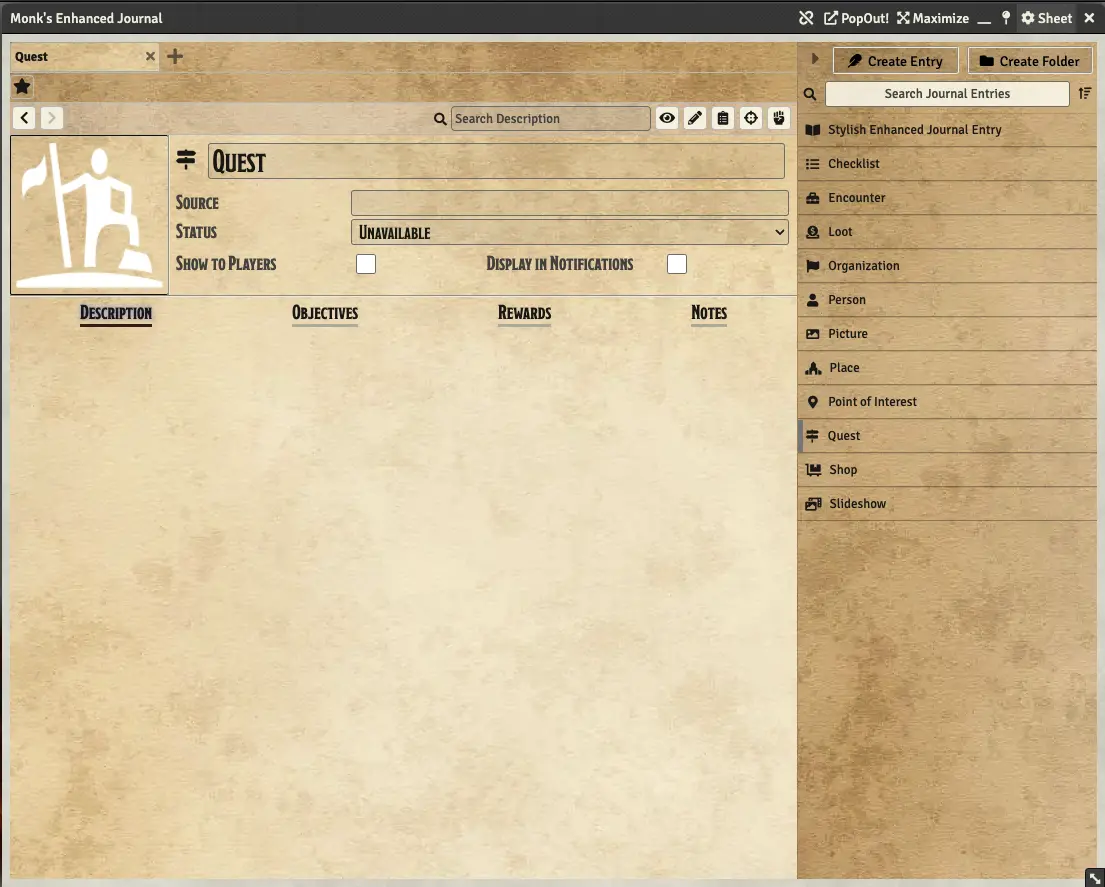 Monk's Enhanced Journal
PopOut! Maximize Sheet
Quest
Create Entry Create Folder
Search Journal Entries
Search Description
Quest
Source
Status Unavailable
Show to Players Display in Notifications
Description Objectives Rewards Notes
Stylish Enhanced Journal Entry
Checklist
Encounter
Loot
Organization
Person
Picture
Place
Point of Interest
Quest
Shop
Slideshow